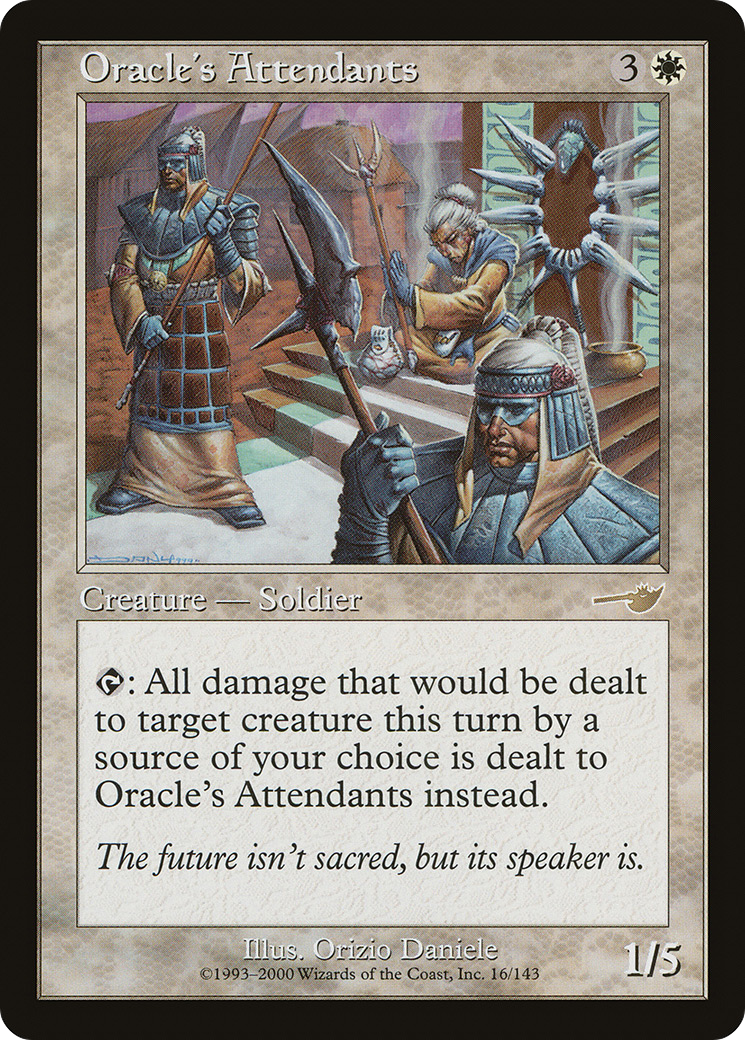 Oracle's Attendants 3
Creature — Soldier
: All damage that would be dealt
to target creature this turn by a
source of your choice is dealt to
Oracle's Attendants instead.
The future isn't sacred, but its speaker is.
Illus. Orizio Daniele
©1993–2000 Wizards of the Coast, Inc. 16/143
1/5